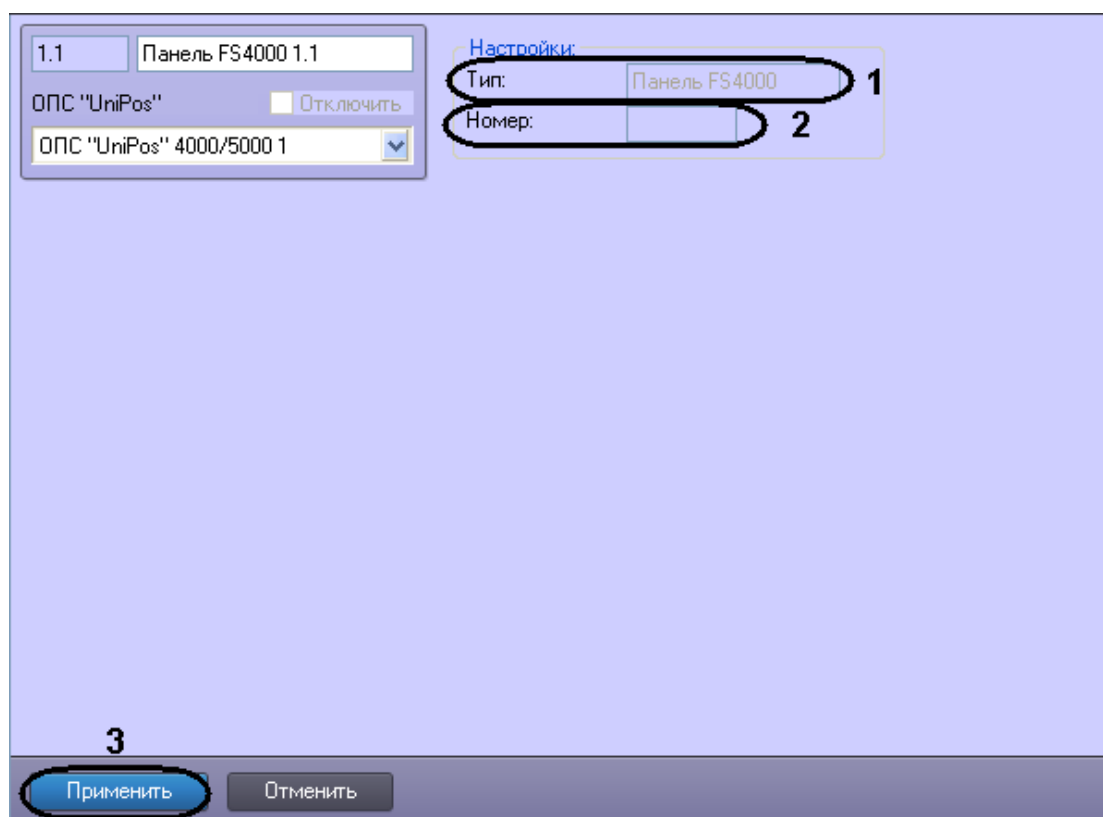 1.1 Панель FS4000 1.1
ОПС "UniPos" Отключить
ОПС "UniPos" 4000/5000 1
Настройки:
Тип: Панель FS4000 1
Номер: 2
3
Применить Отменить